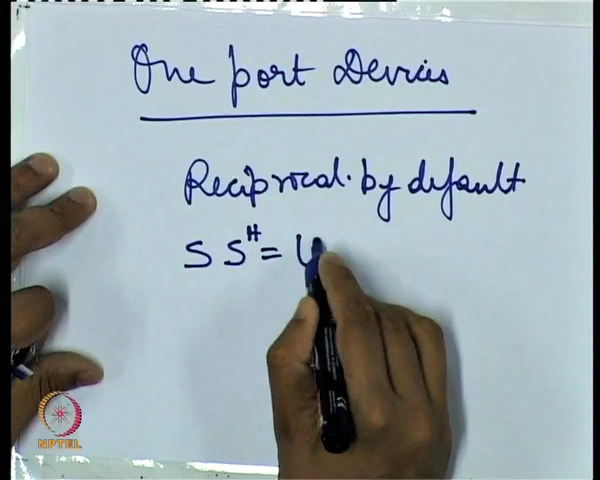 One port Devices
Reciprocal. by default
S S^H = U
NPTEL